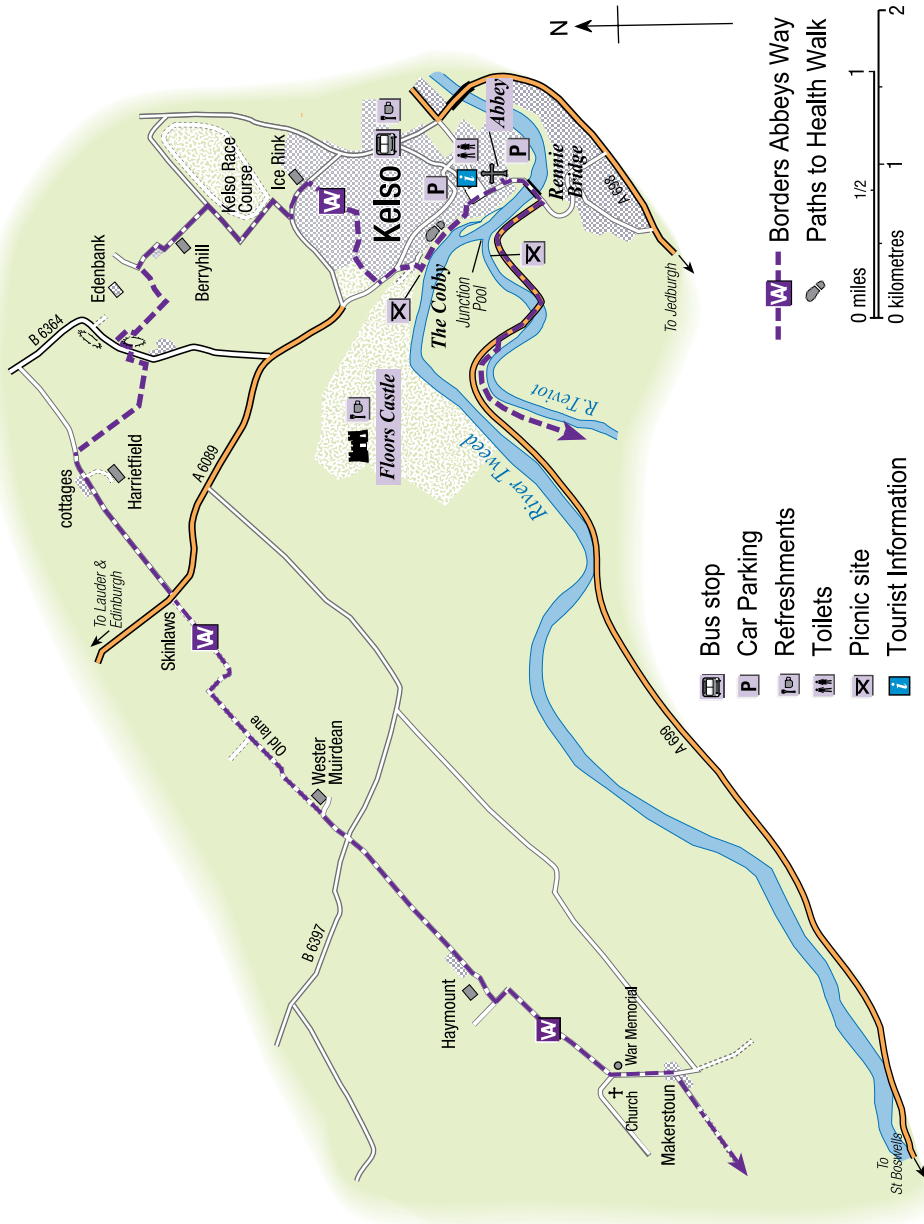 N
Kelso Race
Course
Ice Rink
Edenbank
Berryhill
B 6364
W
Kelso
P
i
Abbey
P
Rennie
Bridge
A 698
To Jedburgh
The Cobby
Junction
Pool
R. Teviot
Floors Castle
River Tweed
cottages
Harrietfield
A 6089
To Lauder &
Edinburgh
Skinlaws
W
Old lane
Wester
Muirdean
B 6397
Haymount
W
War Memorial
Church
Makerstoun
A 699
To
St Boswells
Bus stop
P Car Parking
Refreshments
Toilets
Picnic site
i Tourist Information
W Borders Abbeys Way
Paths to Health Walk
0 miles 1/2 1
0 kilometres 1 2